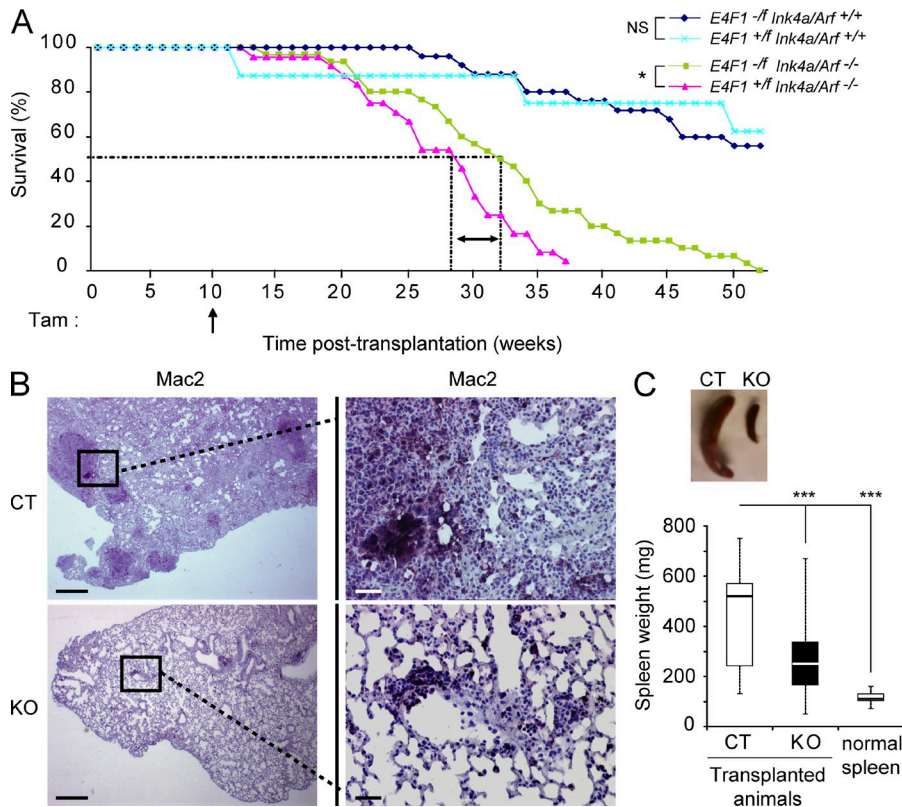 A
NS
E4F1 -/f Ink4a/Arf +/+
E4F1 +/f Ink4a/Arf +/+
*
E4F1 -/f Ink4a/Arf -/-
E4F1 +/f Ink4a/Arf -/-
Survival (%)
100
80
60
40
20
0
0 5 10 15 20 25 30 35 40 45 50
Tam :
Time post-transplantation (weeks)
B
Mac2 Mac2
CT
KO
C
CT KO
*** ***
Spleen weight (mg)
800
600
400
200
0
CT KO normal
spleen
Transplanted
animals